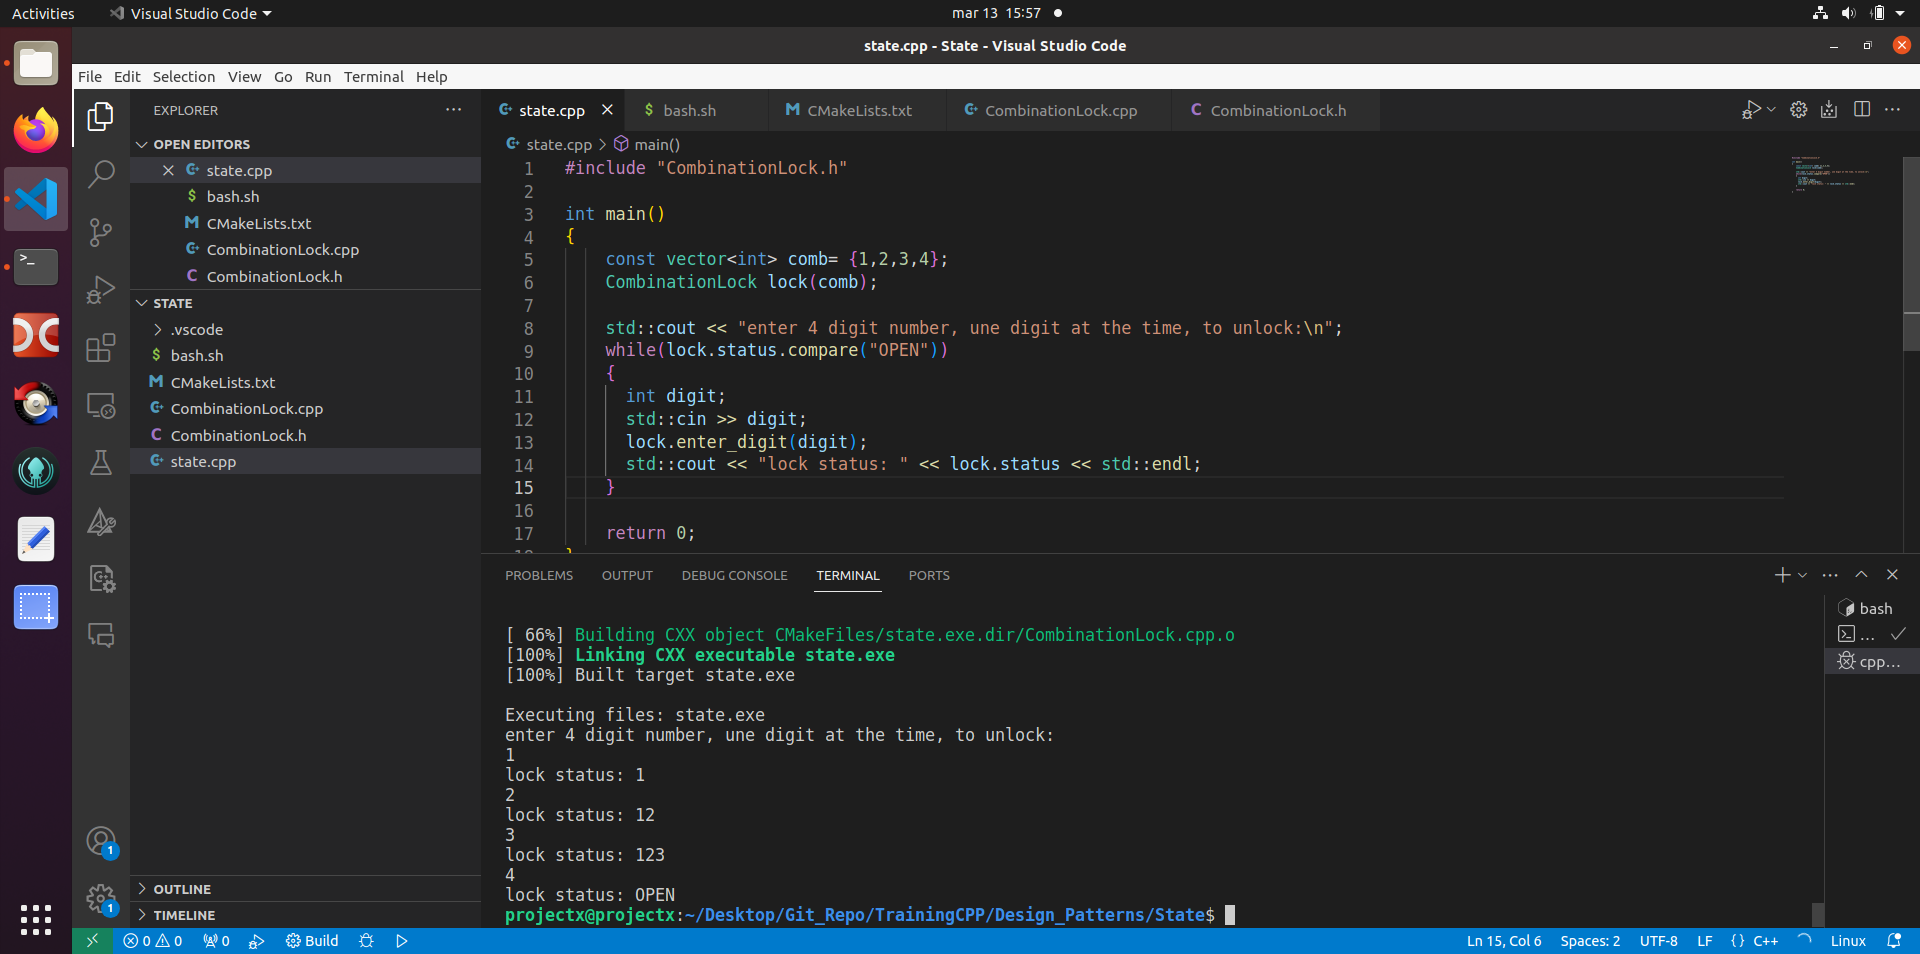 Activities
Visual Studio Code
mar 13 15:57
state.cpp - State - Visual Studio Code
File Edit Selection View Go Run Terminal Help
EXPLORER
OPEN EDITORS
state.cpp
bash.sh
CMakeLists.txt
CombinationLock.cpp
CombinationLock.h
STATE
.vscode
bash.sh
CMakeLists.txt
CombinationLock.cpp
CombinationLock.h
state.cpp
OUTLINE
TIMELINE
state.cpp
bash.sh
CMakeLists.txt
CombinationLock.cpp
CombinationLock.h
state.cpp > main()
1 #include "CombinationLock.h"
2
3 int main()
4 {
5 const vector<int> comb= {1,2,3,4};
6 CombinationLock lock(comb);
7
8 std::cout << "enter 4 digit number, une digit at the time, to unlock:\n";
9 while(lock.status.compare("OPEN"))
10 {
11 int digit;
12 std::cin >> digit;
13 lock.enter_digit(digit);
14 std::cout << "lock status: " << lock.status << std::endl;
15 }
16
17 return 0;
18 }
PROBLEMS OUTPUT DEBUG CONSOLE TERMINAL PORTS
[ 66%] Building CXX object CMakeFiles/state.exe.dir/CombinationLock.cpp.o
[100%] Linking CXX executable state.exe
[100%] Built target state.exe
Executing files: state.exe
enter 4 digit number, une digit at the time, to unlock:
1
lock status: 1
2
lock status: 12
3
lock status: 123
4
lock status: OPEN
projectx@projectx:~/Desktop/Git_Repo/TrainingCPP/Design_Patterns/State$
bash
...
cpp...
1
1
0 0 0 Build
Ln 15, Col 6 Spaces: 2 UTF-8 LF {} C++ Linux